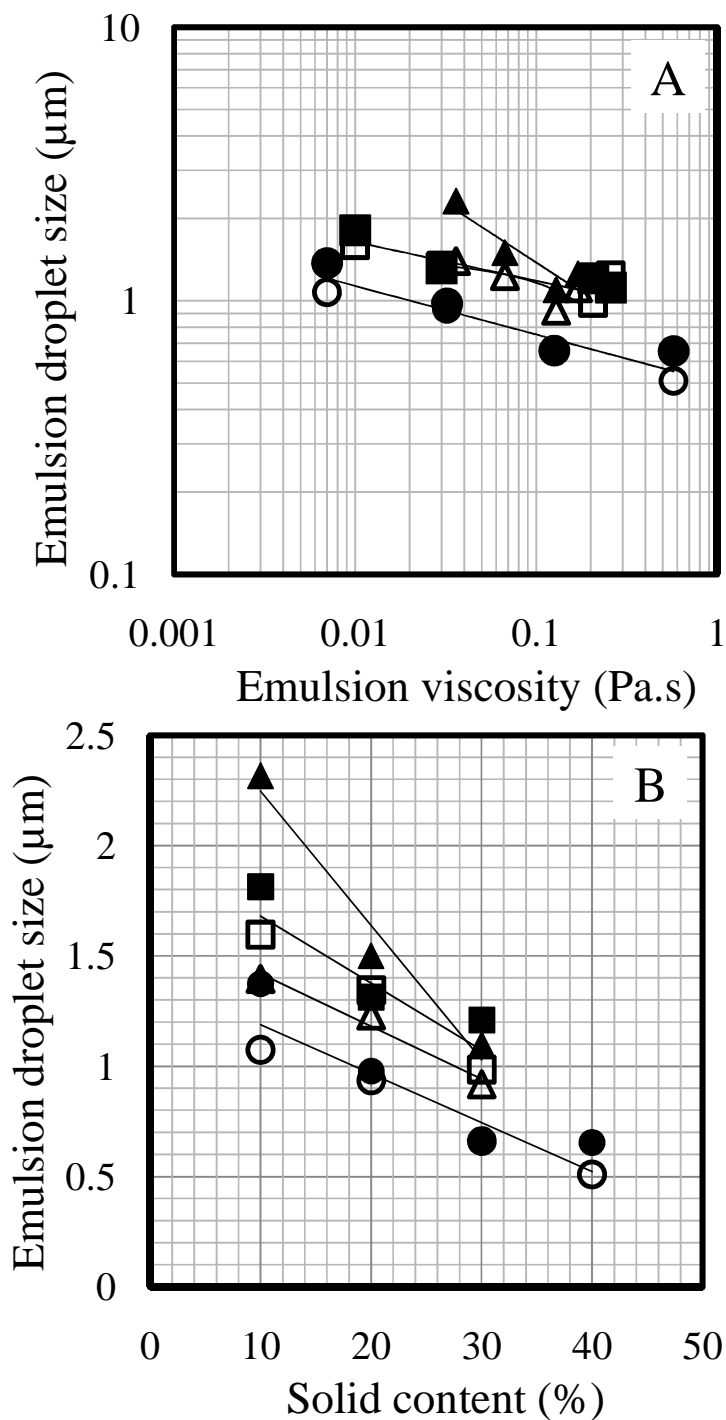 10
A
1
0.1
Emulsion droplet size (µm)
0.001 0.01 0.1 1
Emulsion viscosity (Pa.s)
2.5
B
2
1.5
1
0.5
0
Emulsion droplet size (µm)
0 10 20 30 40 50
Solid content (%)